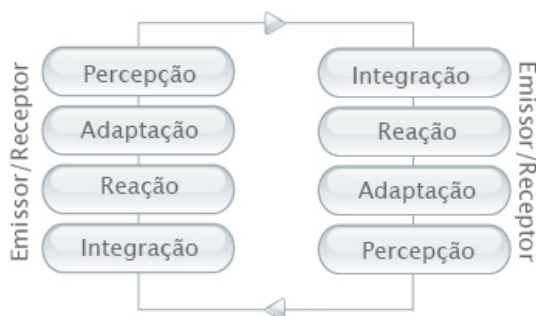 Emissor/Receptor
Percepção
Adaptação
Reação
Integração
Integração
Reação
Adaptação
Percepção
Emissor/Receptor